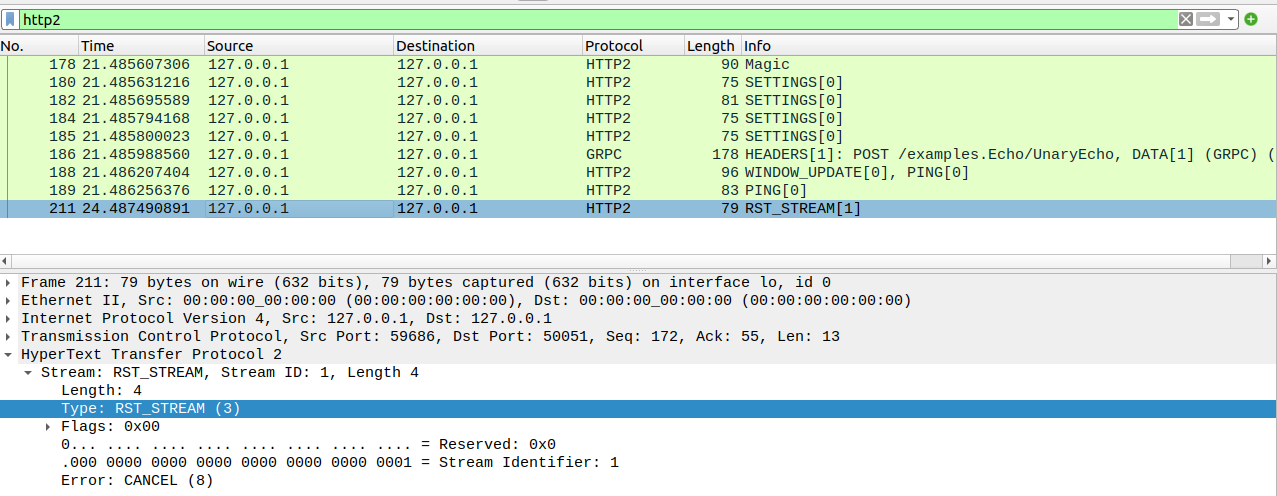 http2
No. Time Source Destination Protocol Length Info
178 21.485607306 127.0.0.1 127.0.0.1 HTTP2 90 Magic
180 21.485631216 127.0.0.1 127.0.0.1 HTTP2 75 SETTINGS[0]
182 21.485695589 127.0.0.1 127.0.0.1 HTTP2 81 SETTINGS[0]
184 21.485794168 127.0.0.1 127.0.0.1 HTTP2 75 SETTINGS[0]
185 21.485800023 127.0.0.1 127.0.0.1 HTTP2 75 SETTINGS[0]
186 21.485988560 127.0.0.1 127.0.0.1 GRPC 178 HEADERS[1]: POST /examples.Echo/UnaryEcho, DATA[1] (GRPC) (
188 21.486207404 127.0.0.1 127.0.0.1 HTTP2 96 WINDOW_UPDATE[0], PING[0]
189 21.486256376 127.0.0.1 127.0.0.1 HTTP2 83 PING[0]
211 24.487490891 127.0.0.1 127.0.0.1 HTTP2 79 RST_STREAM[1]
Frame 211: 79 bytes on wire (632 bits), 79 bytes captured (632 bits) on interface lo, id 0
Ethernet II, Src: 00:00:00_00:00:00 (00:00:00:00:00:00), Dst: 00:00:00_00:00:00 (00:00:00:00:00:00)
Internet Protocol Version 4, Src: 127.0.0.1, Dst: 127.0.0.1
Transmission Control Protocol, Src Port: 59686, Dst Port: 50051, Seq: 172, Ack: 55, Len: 13
HyperText Transfer Protocol 2
Stream: RST_STREAM, Stream ID: 1, Length 4
Length: 4
Type: RST_STREAM (3)
Flags: 0x00
0... .... .... .... .... .... .... .... = Reserved: 0x0
.000 0000 0000 0000 0000 0000 0000 0001 = Stream Identifier: 1
Error: CANCEL (8)